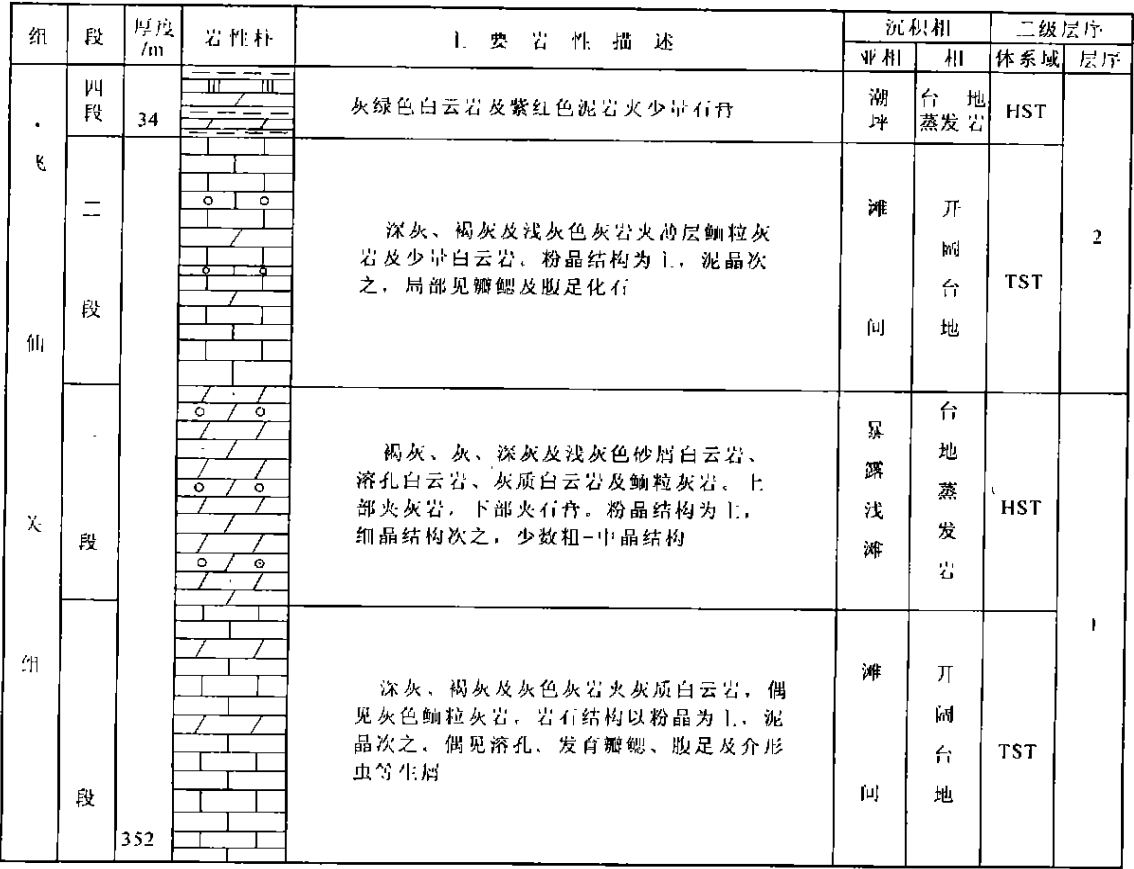 组 段 厚度/m 岩性柱 主要岩性描述 沉积相 三级层序
亚相 相 体系域 层序
四段
34
灰绿色白云岩及紫红色泥岩夹少量石膏
潮坪
台地蒸发岩
HST
飞仙关组
段
深灰、褐灰及浅灰色灰岩夹薄层鲕粒灰
岩及少量白云岩。粉晶结构为主，泥晶次
之，局部见瓣鳃及腹足化石
滩间
开阔台地
TST
2
段
褐灰、灰、深灰及浅灰色砂屑白云岩、
溶孔白云岩、灰质白云岩及鲕粒灰岩。上
部夹灰岩，下部夹石膏。粉晶结构为主，
细晶结构次之，少数粗-中晶结构
暴露浅滩
台地蒸发岩
HST
1
段
352
深灰、褐灰及灰色灰岩夹灰质白云岩，偶
见灰色鲕粒灰岩，岩石结构以粉晶为主，泥
晶次之，偶见溶孔、发育瓣鳃、腹足及介形
虫等生屑
滩间
开阔台地
TST